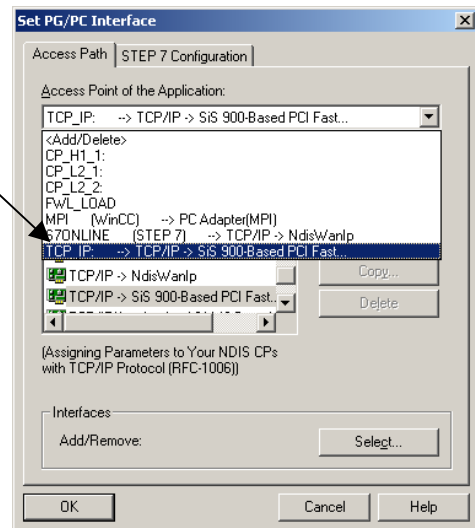 Set PG/PC Interface
Access Path STEP 7 Configuration
Access Point of the Application:
TCP_IP: --> TCP/IP -> SiS 900-Based PCI Fast...
<Add/Delete>
CP_H1_1:
CP_L2_1:
CP_L2_2:
FWL_LOAD
MPI (WinCC) --> PC Adapter(MPI)
S7ONLINE (STEP 7) --> TCP/IP -> NdisWanIp
TCP_IP: --> TCP/IP -> SiS 900-Based PCI Fast...
TCP/IP -> NdisWanIp
Copy...
TCP/IP -> SiS 900-Based PCI Fast..
Delete
(Assigning Parameters to Your NDIS CPs
with TCP/IP Protocol (RFC-1006))
Interfaces
Add/Remove:
Select...
OK Cancel Help